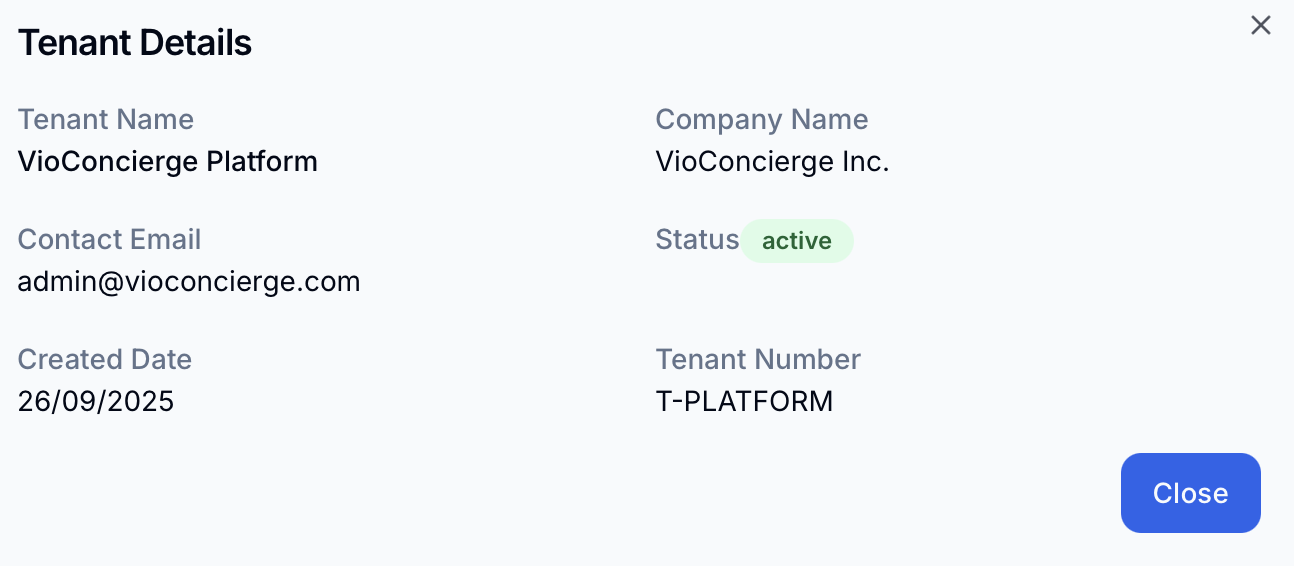 Tenant Details
Tenant Name
Company Name
VioConcierge Platform
VioConcierge Inc.
Contact Email
Status active
admin@vioconcierge.com
Created Date
Tenant Number
26/09/2025
T-PLATFORM
Close